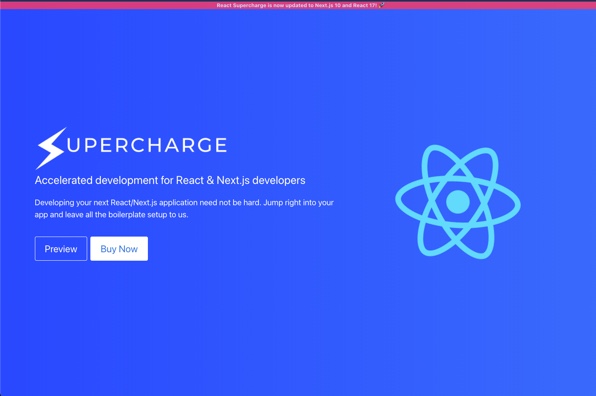 React Supercharge is now updated to Next.js 10 and React 17! 🚀
SUPERCHARGE
Accelerated development for React & Next.js developers
Developing your next React/Next.js application need not be hard. Jump right into your
app and leave all the boilerplate setup to us.
Preview
Buy Now